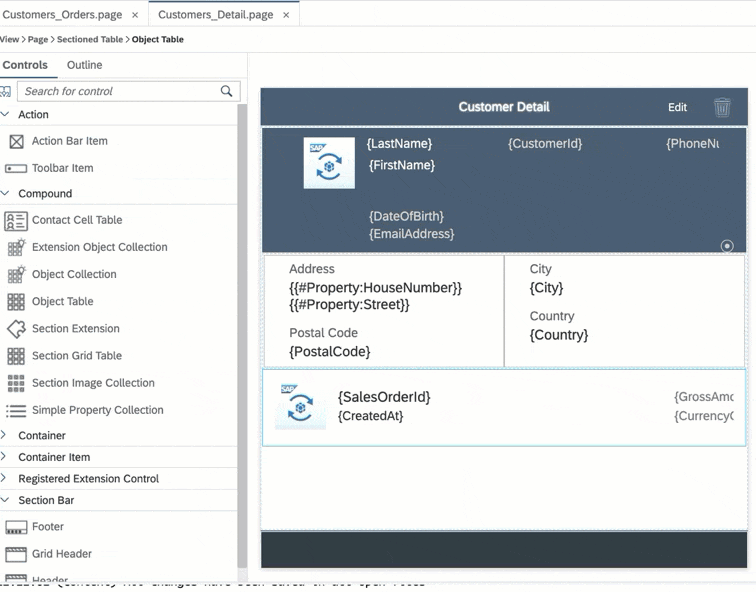 Customers_Orders.page × Customers_Detail.page ×
View > Page > Sectioned Table > Object Table
Controls Outline
Search for control
Action
Action Bar Item
Toolbar Item
Compound
Contact Cell Table
Extension Object Collection
Object Collection
Object Table
Section Extension
Section Grid Table
Section Image Collection
Simple Property Collection
Container
Container Item
Registered Extension Control
Section Bar
Footer
Grid Header
Header
Customer Detail Edit
SAP {LastName} {CustomerId} {PhoneNu
{FirstName}
{DateOfBirth}
{EmailAddress}
Address City
{{#Property:HouseNumber}} {City}
{{#Property:Street}}
Country
Postal Code {Country}
{PostalCode}
SAP {SalesOrderId} {GrossAmo
{CreatedAt} {CurrencyC